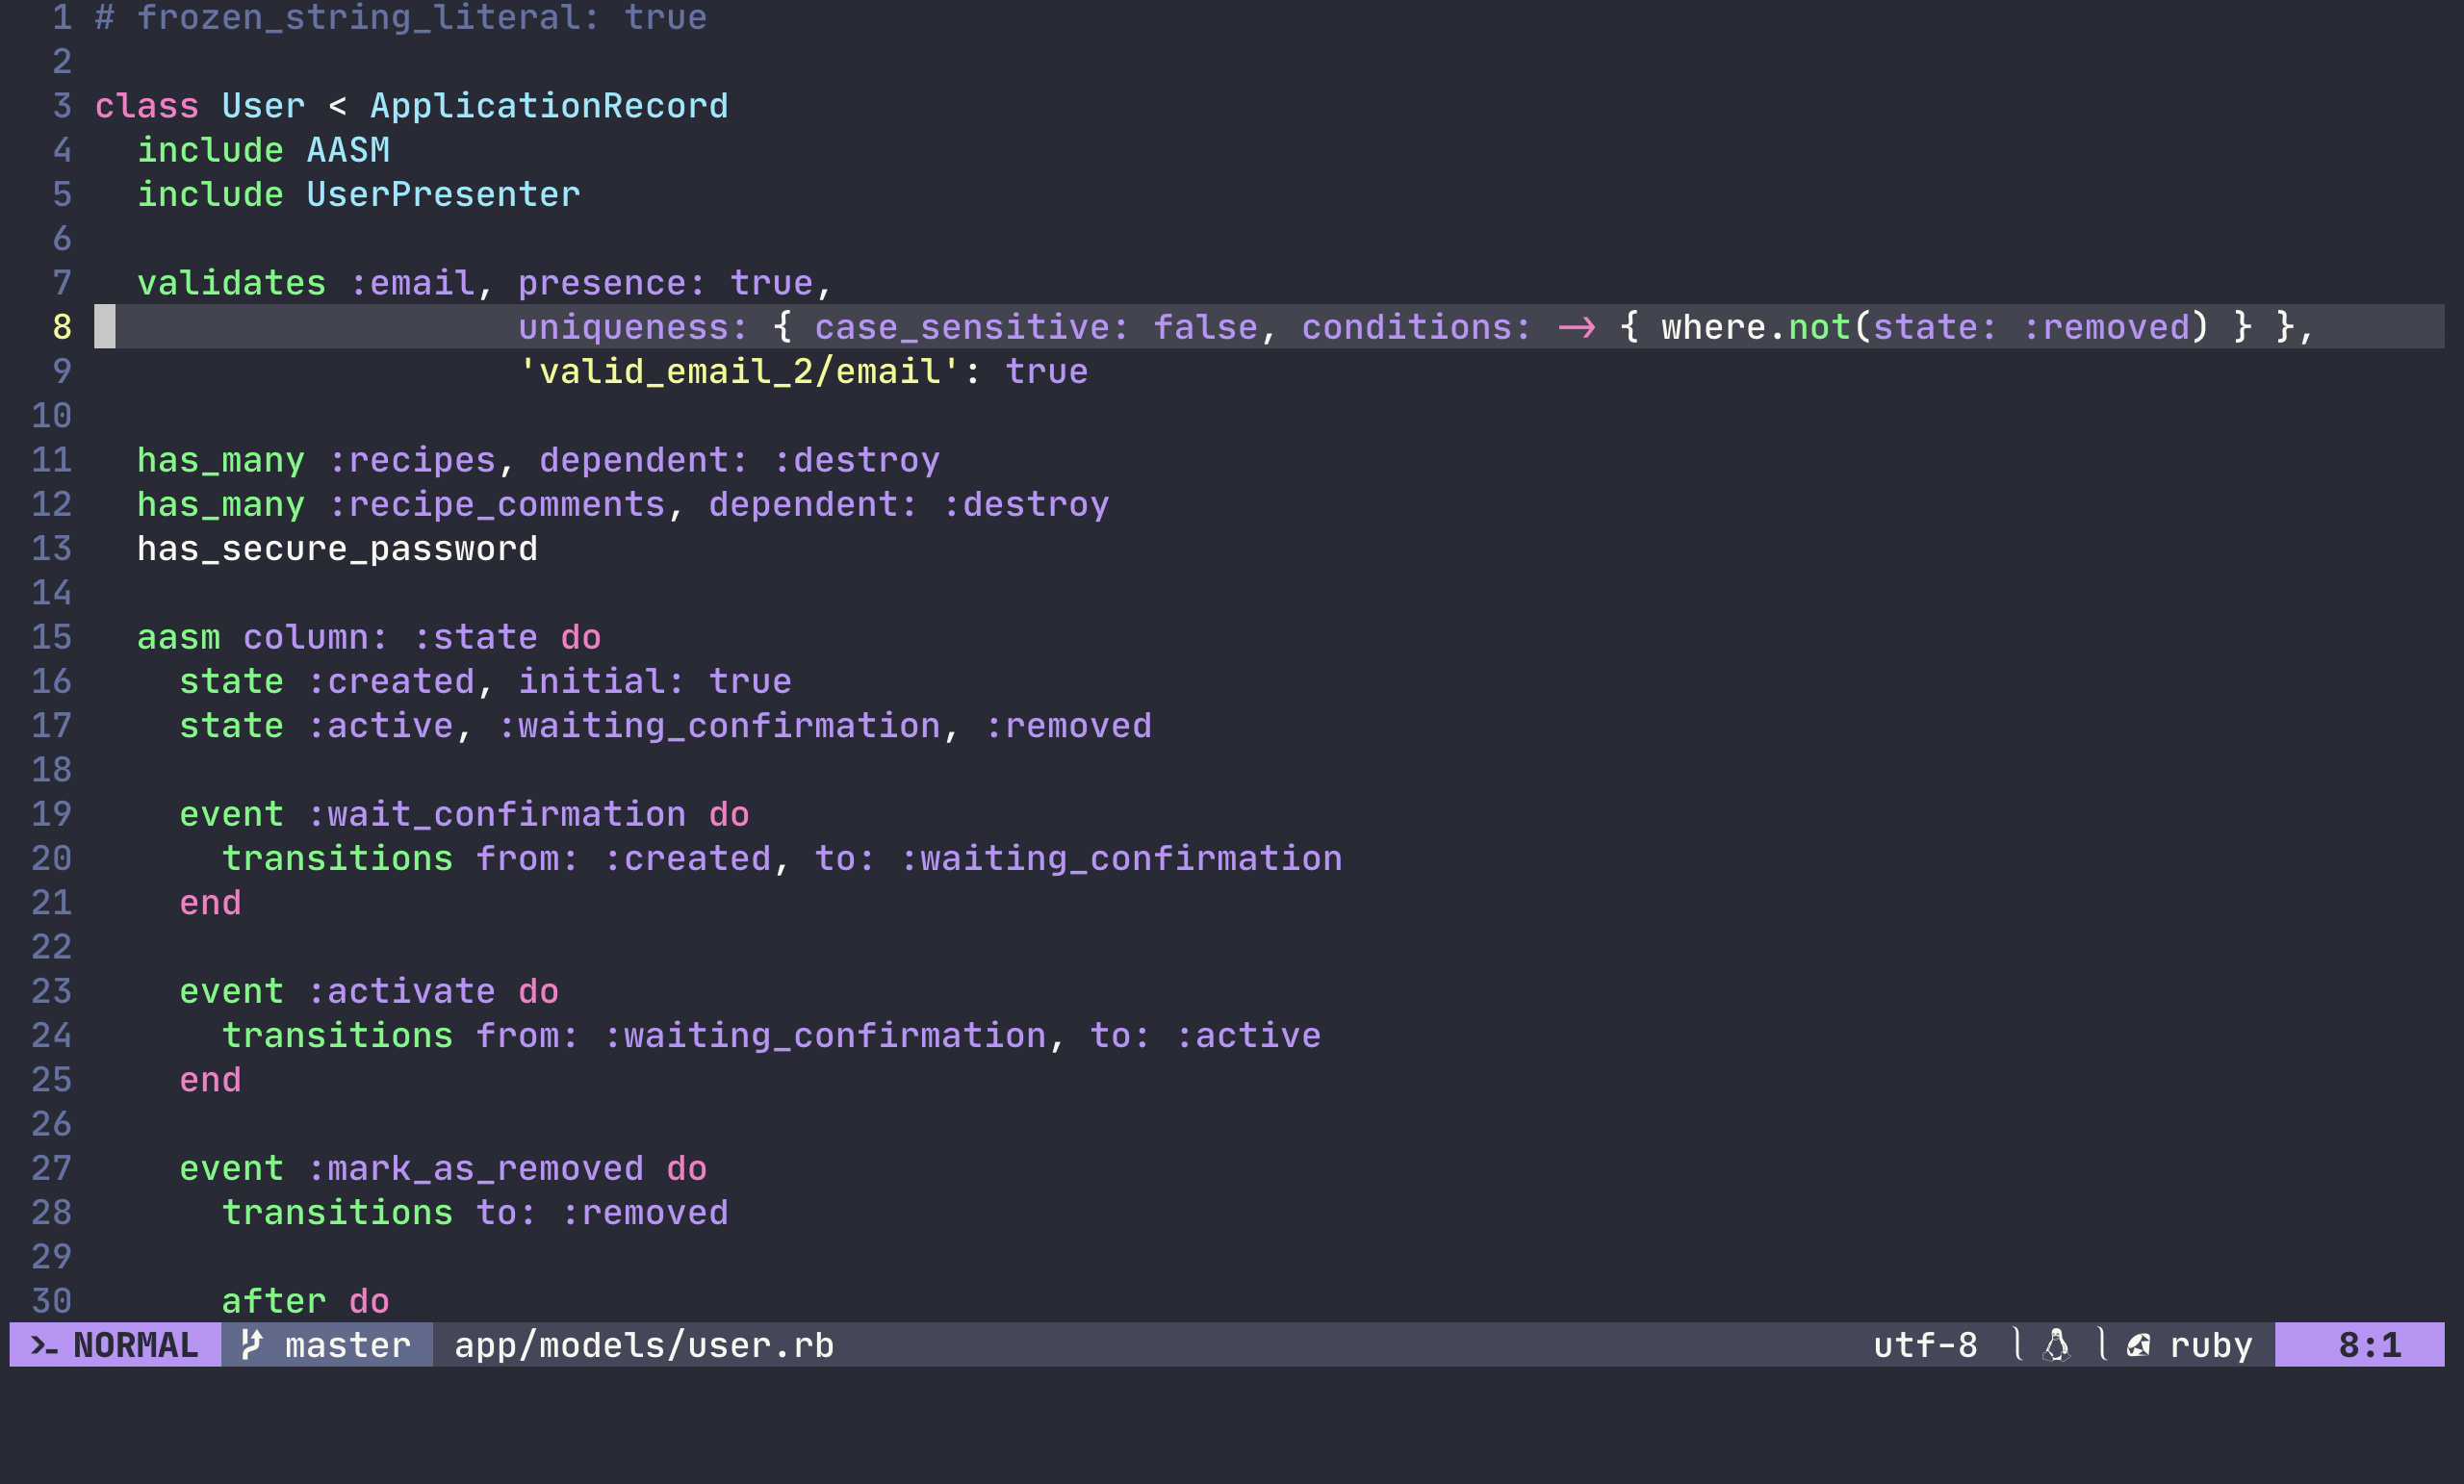 1 # frozen_string_literal: true
2
3 class User < ApplicationRecord
4   include AASM
5   include UserPresenter
6
7   validates :email, presence: true,
8                     uniqueness: { case_sensitive: false, conditions: -> { where.not(state: :removed) } },
9                     'valid_email_2/email': true
10
11   has_many :recipes, dependent: :destroy
12   has_many :recipe_comments, dependent: :destroy
13   has_secure_password
14
15   aasm column: :state do
16     state :created, initial: true
17     state :active, :waiting_confirmation, :removed
18
19     event :wait_confirmation do
20       transitions from: :created, to: :waiting_confirmation
21     end
22
23     event :activate do
24       transitions from: :waiting_confirmation, to: :active
25     end
26
27     event :mark_as_removed do
28       transitions to: :removed
29
30       after do
NORMAL master app/models/user.rb utf-8 ruby 8:1